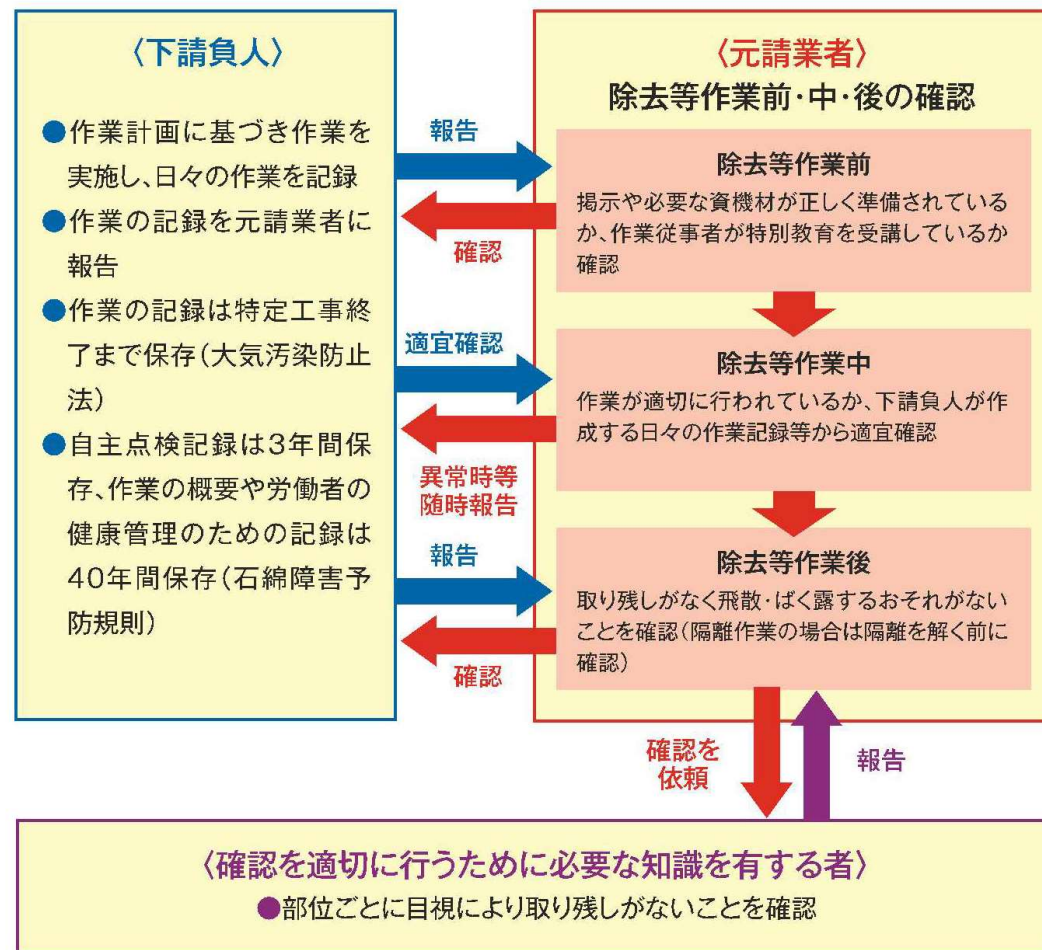 〈下請負人〉
●作業計画に基づき作業を
実施し、日々の作業を記録
●作業の記録を元請業者に
報告
●作業の記録は特定工事終
了まで保存(大気汚染防止
法)
●自主点検記録は3年間保
存、作業の概要や労働者の
健康管理のための記録は
40年間保存(石綿障害予
防規則)
報告
確認
適宜確認
異常時等
随時報告
報告
確認
〈元請業者〉
除去等作業前・中・後の確認
除去等作業前
掲示や必要な資機材が正しく準備されている
か、作業従事者が特別教育を受講しているか
確認
除去等作業中
作業が適切に行われているか、下請負人が作
成する日々の作業記録等から適宜確認
除去等作業後
取り残しがなく飛散・ばく露するおそれがない
ことを確認(隔離作業の場合は隔離を解く前に
確認)
確認を
依頼
報告
〈確認を適切に行うために必要な知識を有する者〉
●部位ごとに目視により取り残しがないことを確認